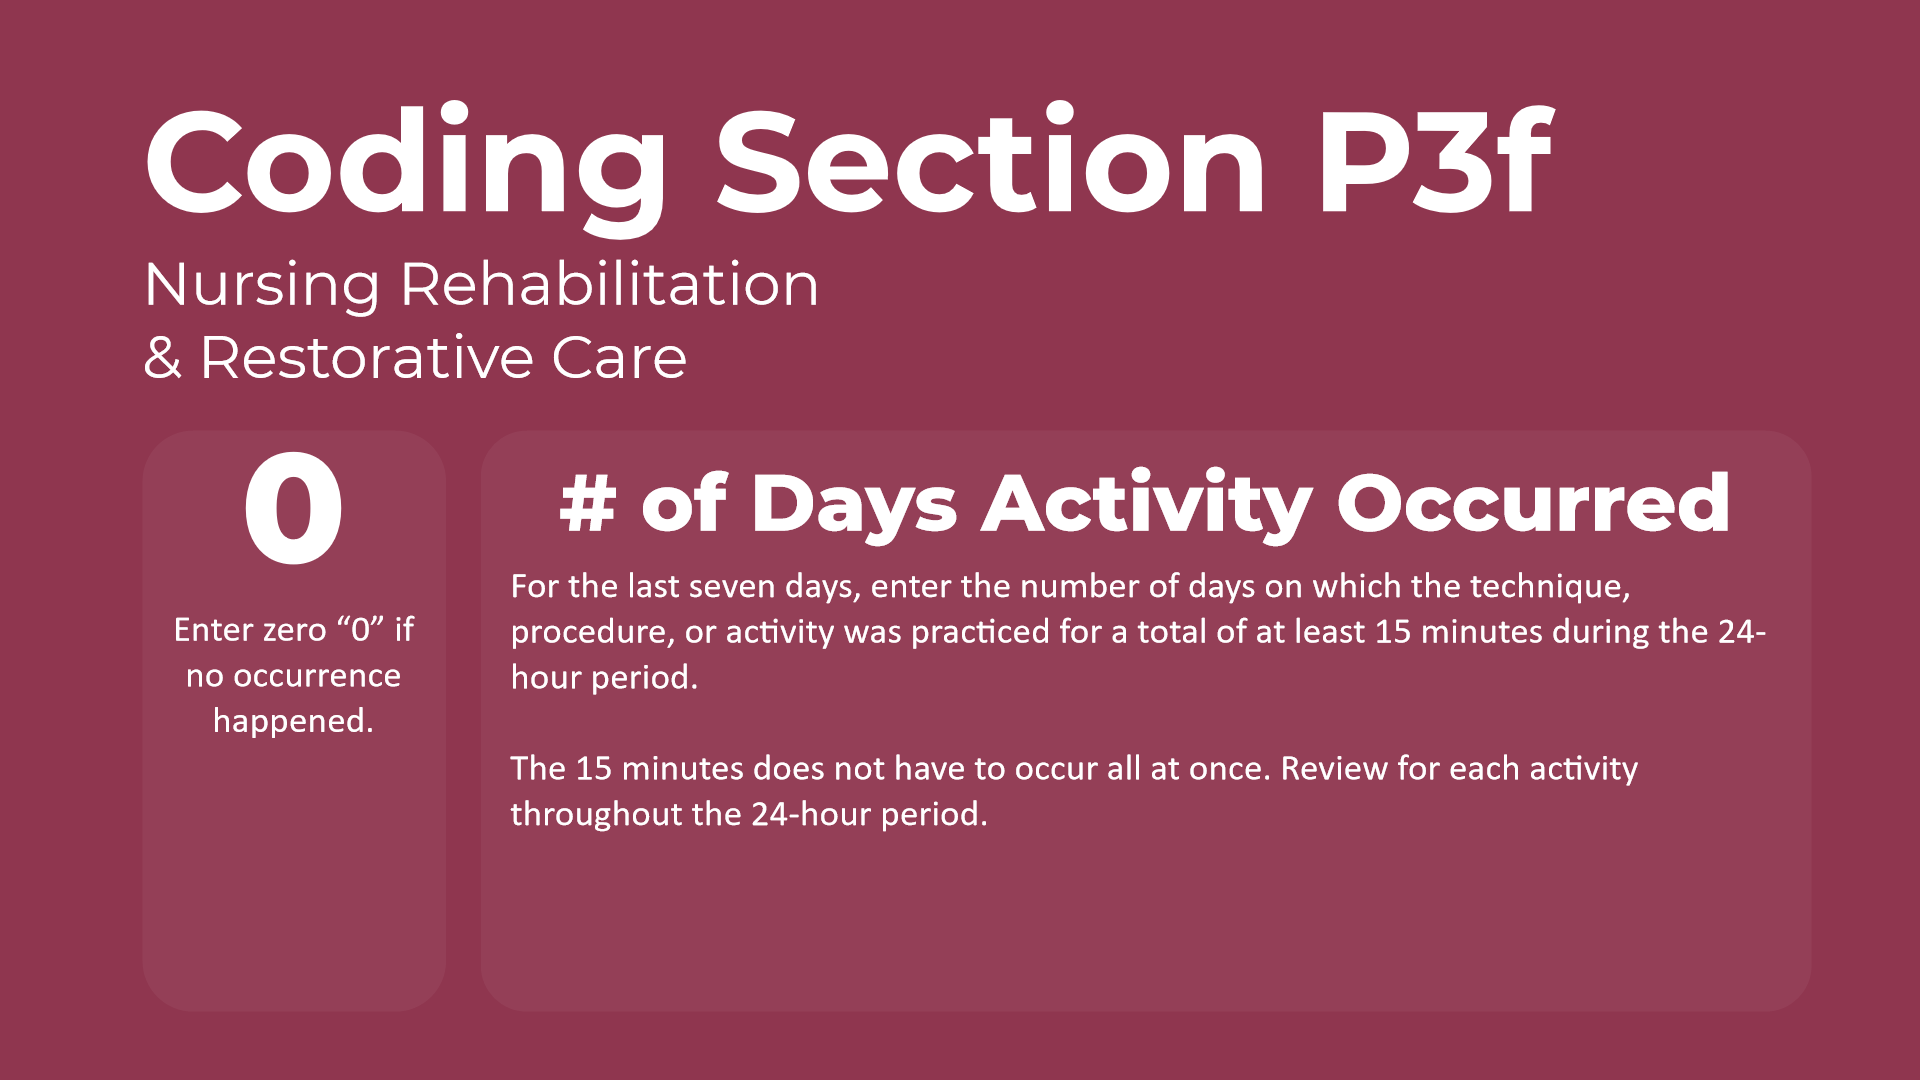 Coding Section P3f
Nursing Rehabilitation
& Restorative Care
0
Enter zero “0” if
no occurrence
happened.
# of Days Activity Occurred
For the last seven days, enter the number of days on which the technique,
procedure, or activity was practiced for a total of at least 15 minutes during the 24-
hour period.
The 15 minutes does not have to occur all at once. Review for each activity
throughout the 24-hour period.